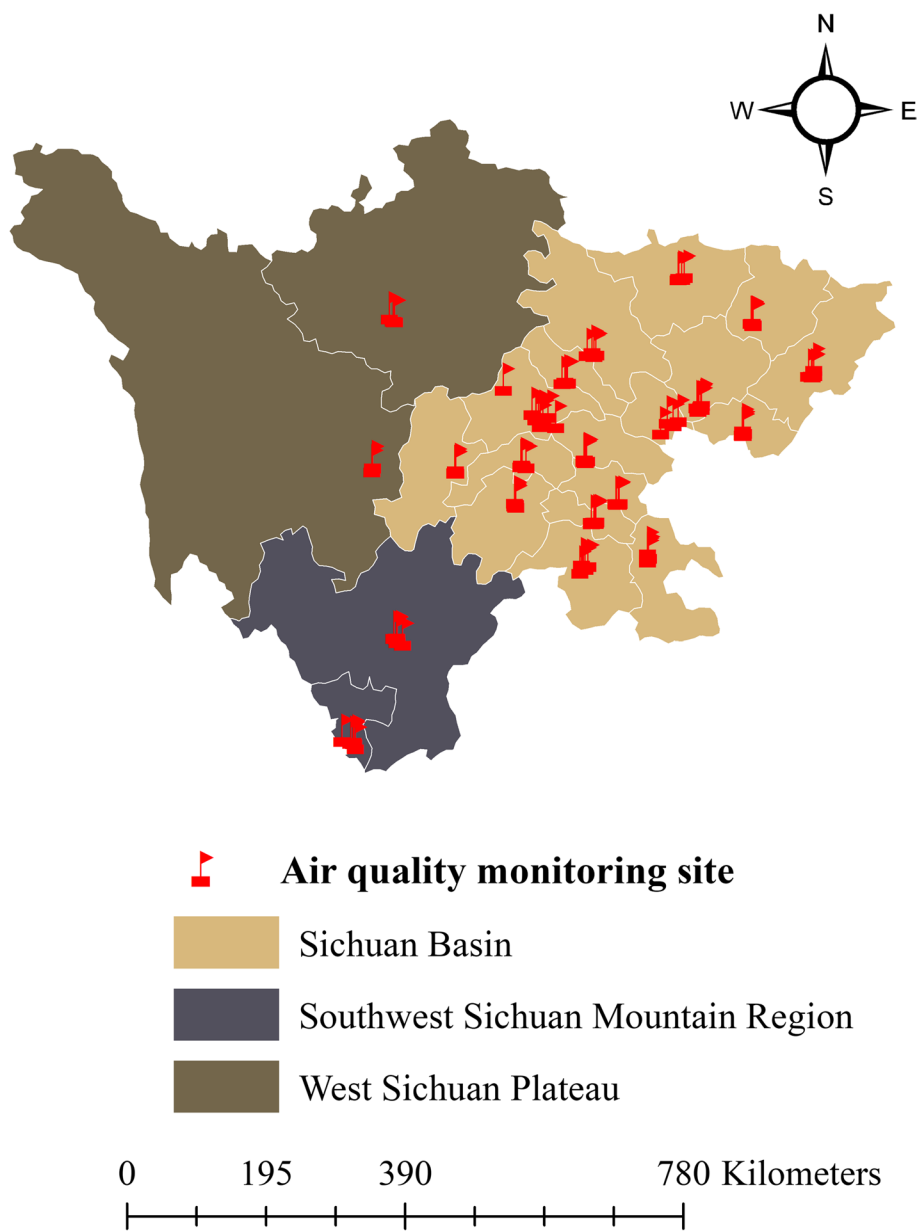 N
W E
S
Air quality monitoring site
Sichuan Basin
Southwest Sichuan Mountain Region
West Sichuan Plateau
0 195 390 780 Kilometers